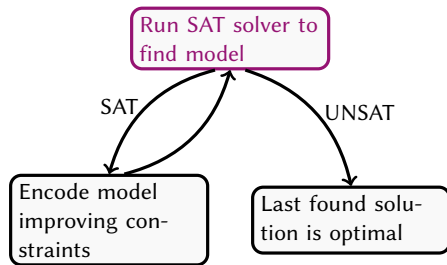 Run SAT solver to
find model
SAT
UNSAT
Encode model
improving con-
straints
Last found solu-
tion is optimal